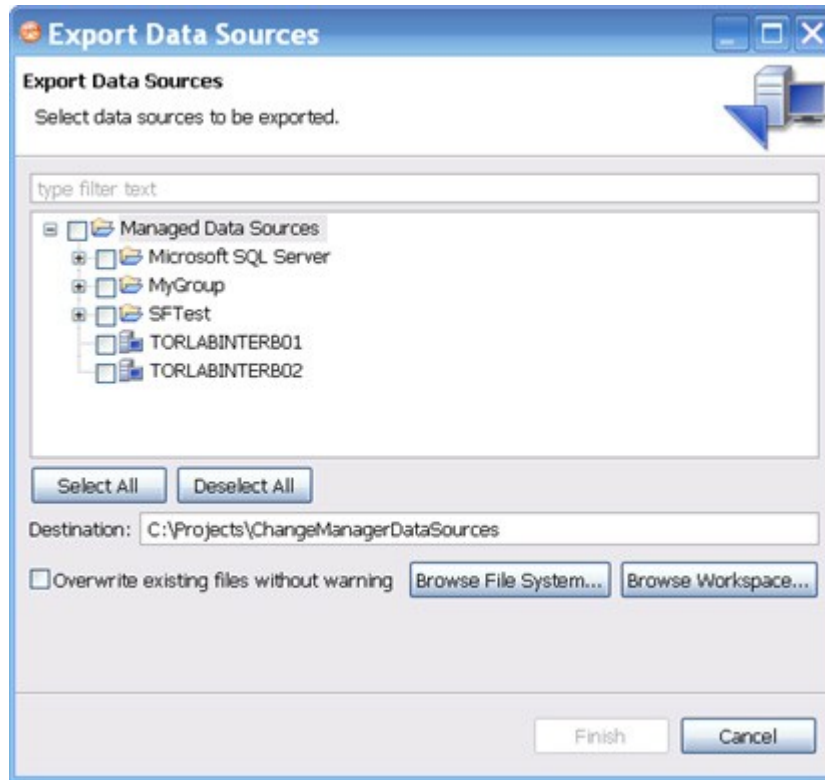 Export Data Sources
Export Data Sources
Select data sources to be exported.
type filter text
Managed Data Sources
Microsoft SQL Server
MyGroup
SFTest
TORLABINTERB01
TORLABINTERB02
Select All Deselect All
Destination: C:\Projects\ChangeManagerDataSources
Overwrite existing files without warning Browse File System... Browse Workspace...
Finish Cancel